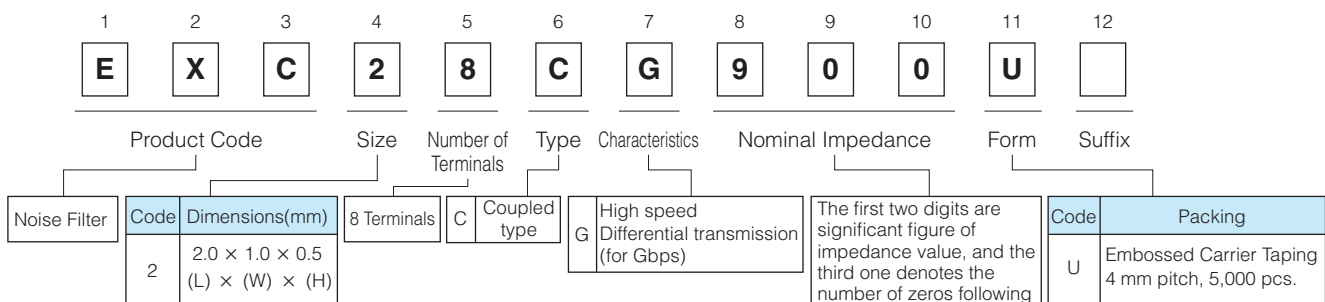 1 2 3 4 5 6 7 8 9 10 11 12
E X C 2 8 C G 9 0 0 U
Product Code Size Number of Terminals Type Characteristics Nominal Impedance Form Suffix
Noise Filter
Code Dimensions(mm)
2 2.0 × 1.0 × 0.5
(L) × (W) × (H)
8 Terminals
C Coupled
type
G High speed
Differential transmission
(for Gbps)
The first two digits are
significant figure of
impedance value, and the
third one denotes the
number of zeros following
Code Packing
U Embossed Carrier Taping
4 mm pitch, 5,000 pcs.